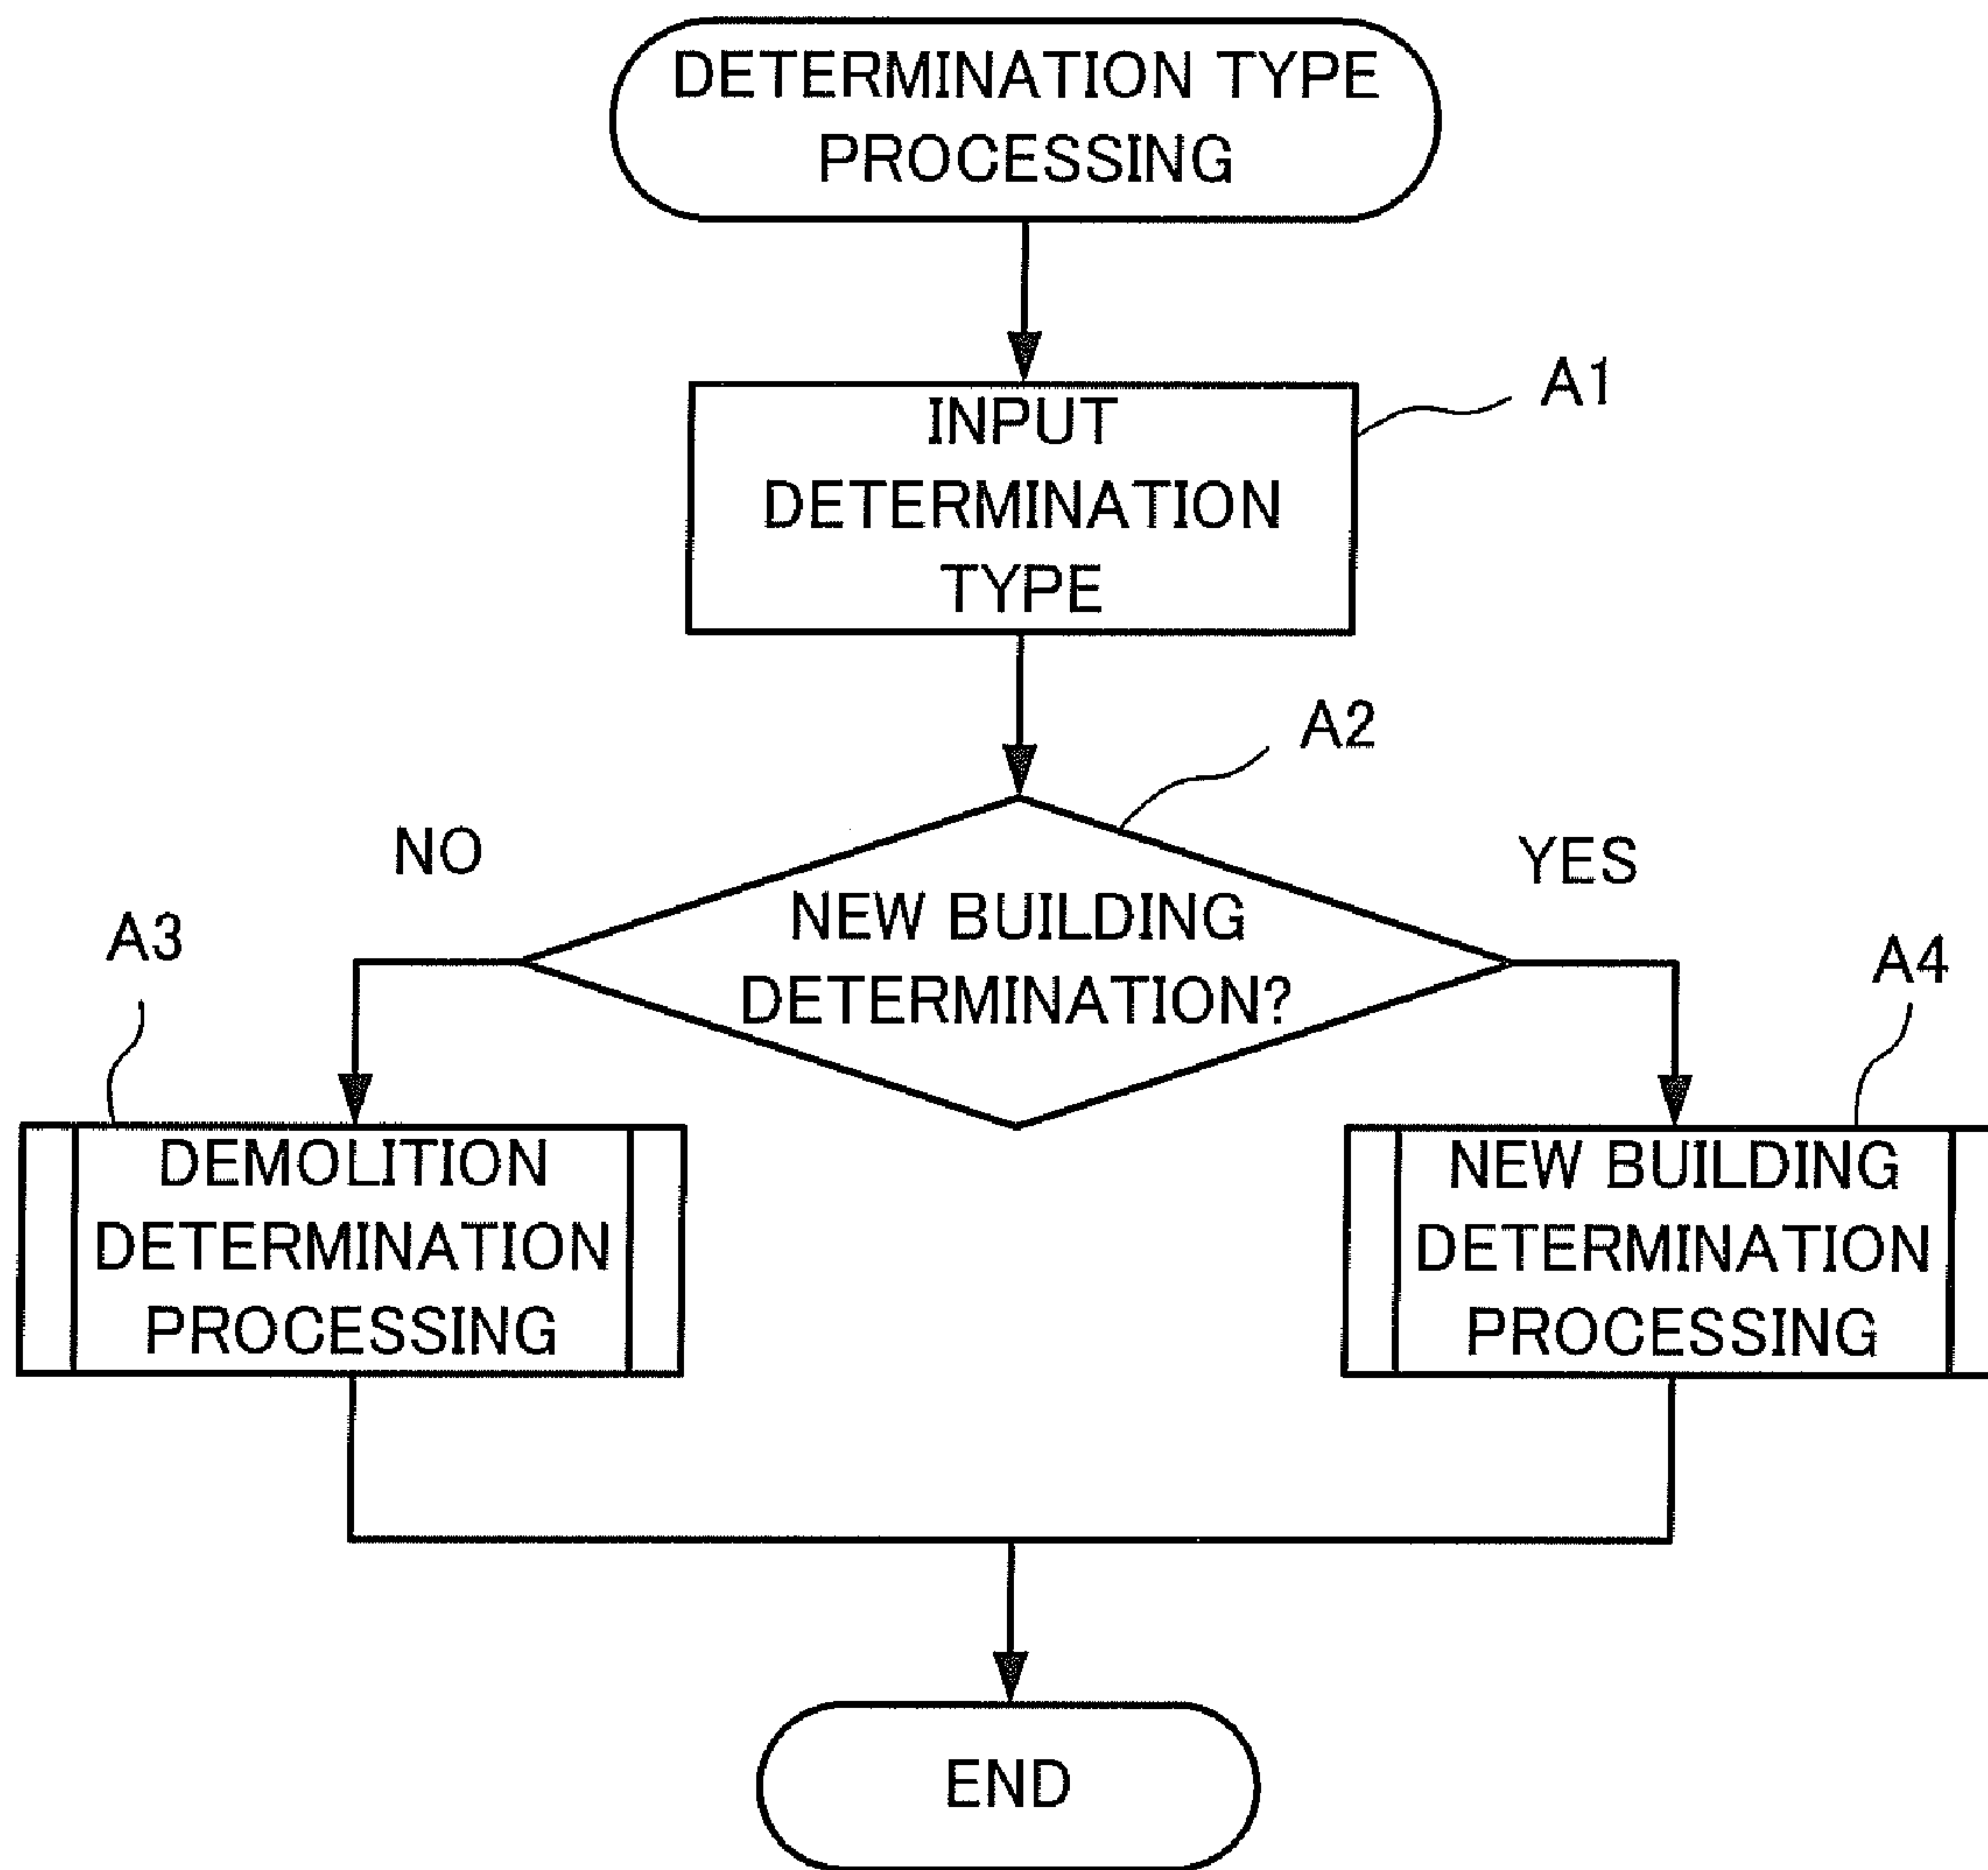 DETERMINATION TYPE
PROCESSING
A1
INPUT
DETERMINATION
TYPE
A2
NO
YES
NEW BUILDING
DETERMINATION?
A3
A4
DEMOLITION
DETERMINATION
PROCESSING
NEW BUILDING
DETERMINATION
PROCESSING
END